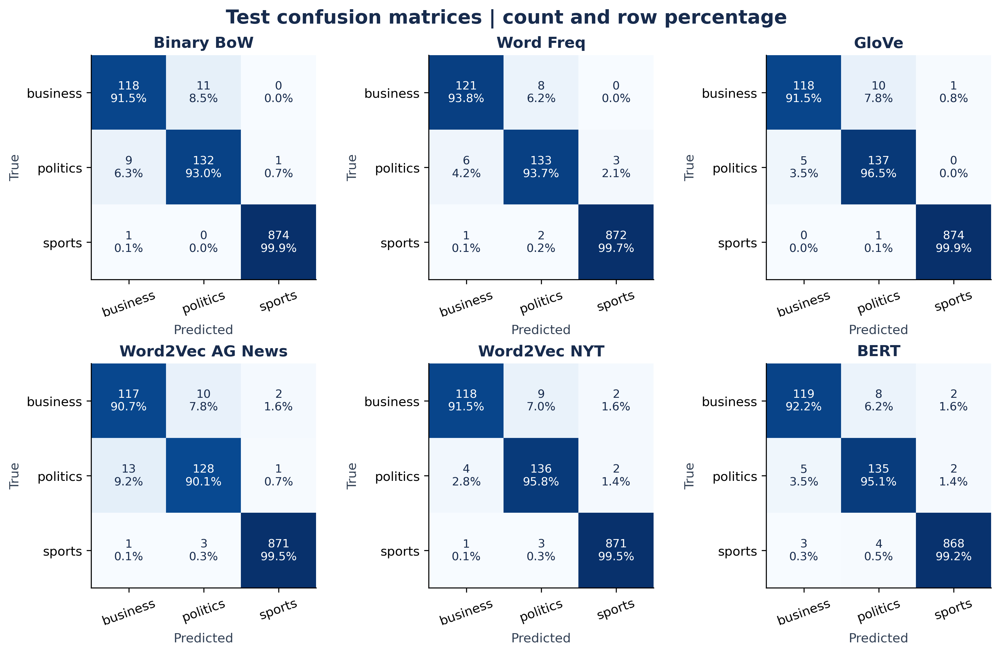 Test confusion matrices | count and row percentage
Binary BoW
True
business
politics
sports
118
91.5%
11
8.5%
0
0.0%
9
6.3%
132
93.0%
1
0.7%
1
0.1%
0
0.0%
874
99.9%
business
politics
sports
Predicted
Word Freq
True
business
politics
sports
121
93.8%
8
6.2%
0
0.0%
6
4.2%
133
93.7%
3
2.1%
1
0.1%
2
0.2%
872
99.7%
business
politics
sports
Predicted
GloVe
True
business
politics
sports
118
91.5%
10
7.8%
1
0.8%
5
3.5%
137
96.5%
0
0.0%
0
0.0%
1
0.1%
874
99.9%
business
politics
sports
Predicted
Word2Vec AG News
True
business
politics
sports
117
90.7%
10
7.8%
2
1.6%
13
9.2%
128
90.1%
1
0.7%
1
0.1%
3
0.3%
871
99.5%
business
politics
sports
Predicted
Word2Vec NYT
True
business
politics
sports
118
91.5%
9
7.0%
2
1.6%
4
2.8%
136
95.8%
2
1.4%
1
0.1%
3
0.3%
871
99.5%
business
politics
sports
Predicted
BERT
True
business
politics
sports
119
92.2%
8
6.2%
2
1.6%
5
3.5%
135
95.1%
2
1.4%
3
0.3%
4
0.5%
868
99.2%
business
politics
sports
Predicted